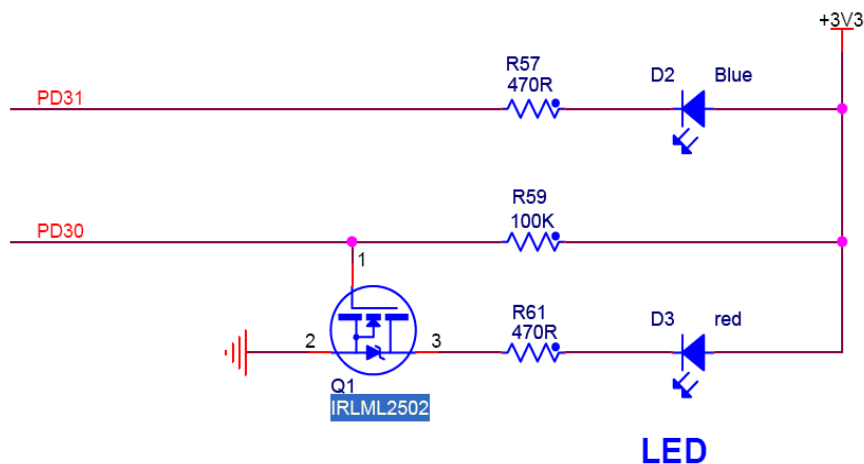 +3V3
R57
470R
D2
Blue
PD31
R59
100K
PD30
1
R61
470R
D3
red
2
3
Q1
IRLML2502
LED